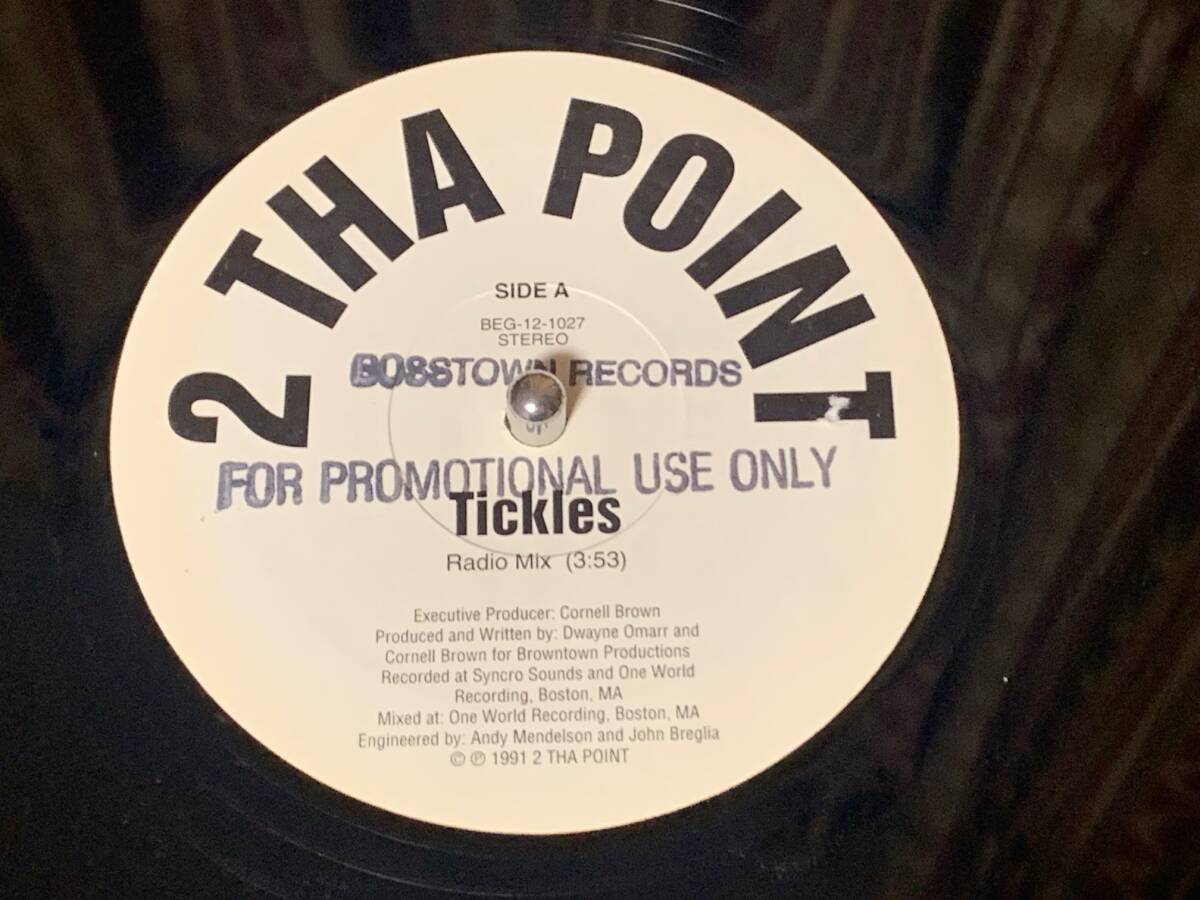 2 THA POINT
SIDE A
BEG-12-1027
STEREO
BOSSTOWN RECORDS
FOR PROMOTIONAL USE ONLY
Tickles
Radio Mix (3:53)
Executive Producer: Cornell Brown
Produced and Written by: Dwayne Omarr and
Cornell Brown for Browntown Productions
Recorded at Syncro Sounds and One World
Recording, Boston, MA
Mixed at: One World Recording, Boston, MA
Engineered by: Andy Mendelson and John Breglia
© ℗ 1991 2 THA POINT